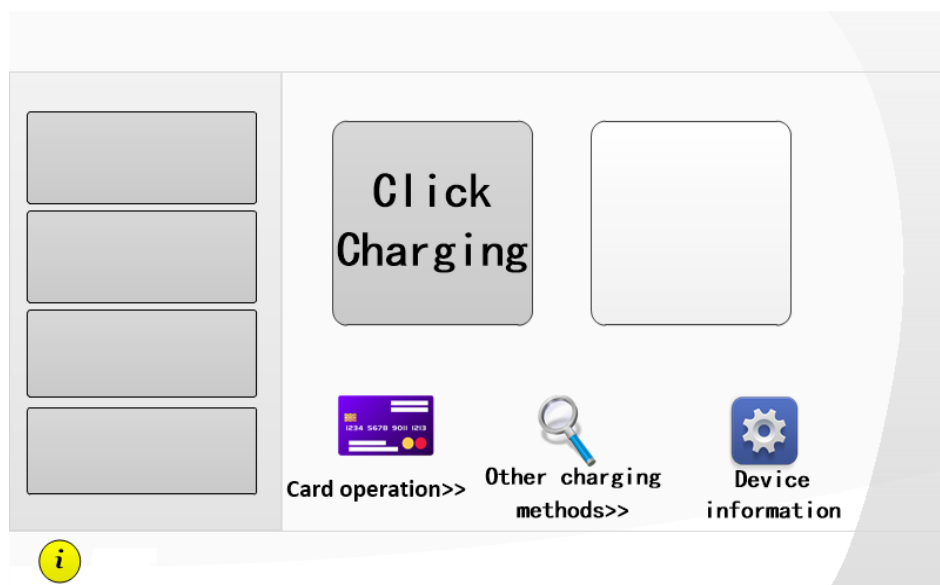 Click
Charging
1234 5678 9011 1213
Card operation>>
Other charging
methods>>
Device
information
i